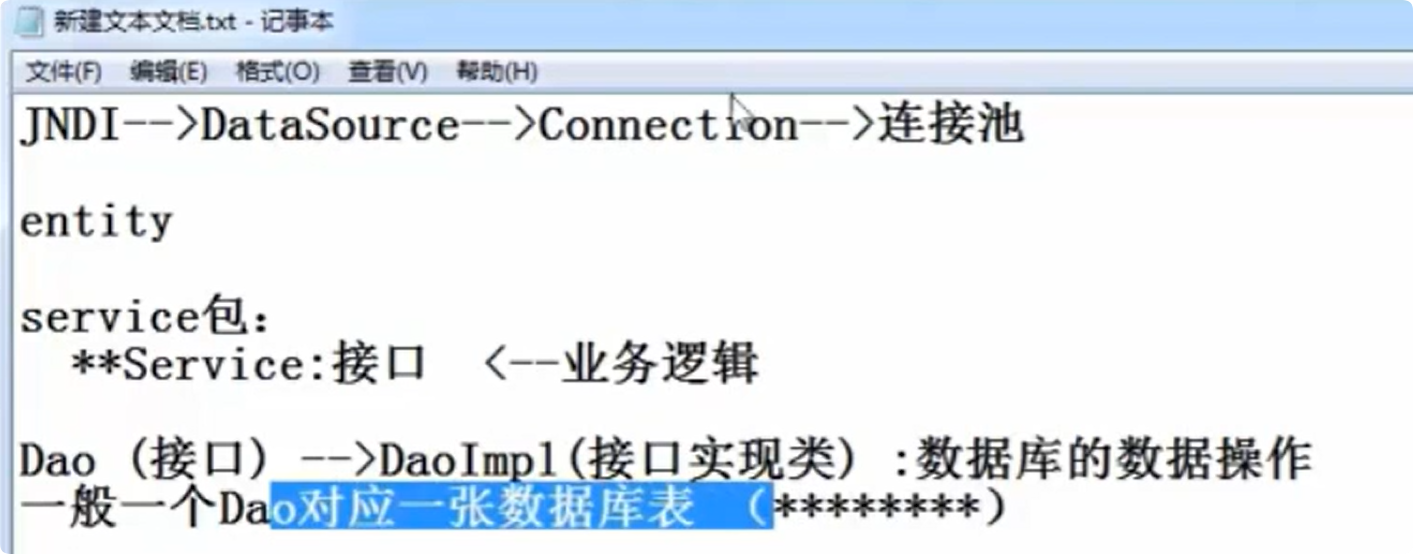 新建文本文档.txt - 记事本
文件(F) 编辑(E) 格式(O) 查看(V) 帮助(H)
JNDI-->DataSource-->Connection-->连接池
entity
service包:
**Service:接口 <--业务逻辑
Dao (接口) -->DaoImpl(接口实现类) :数据库的数据操作
一般一个Dao对应一张数据库表 (********)